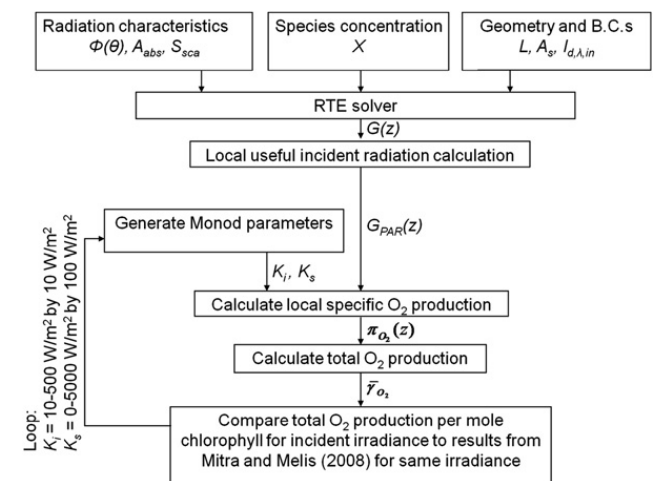 Radiation characteristics
Φ(θ), A_abs, S_sca
Species concentration
X
Geometry and B.C.s
L, A_s, I_d,λ,in
RTE solver
G(z)
Local useful incident radiation calculation
Generate Monod parameters
G_PAR(z)
K_i, K_s
Calculate local specific O₂ production
π_O₂(z)
Calculate total O₂ production
r̄_O₂
Compare total O₂ production per mole
chlorophyll for incident irradiance to results from
Mitra and Melis (2008) for same irradiance
Loop:
K_i = 10-500 W/m² by 10 W/m²
K_s = 0-5000 W/m² by 100 W/m²